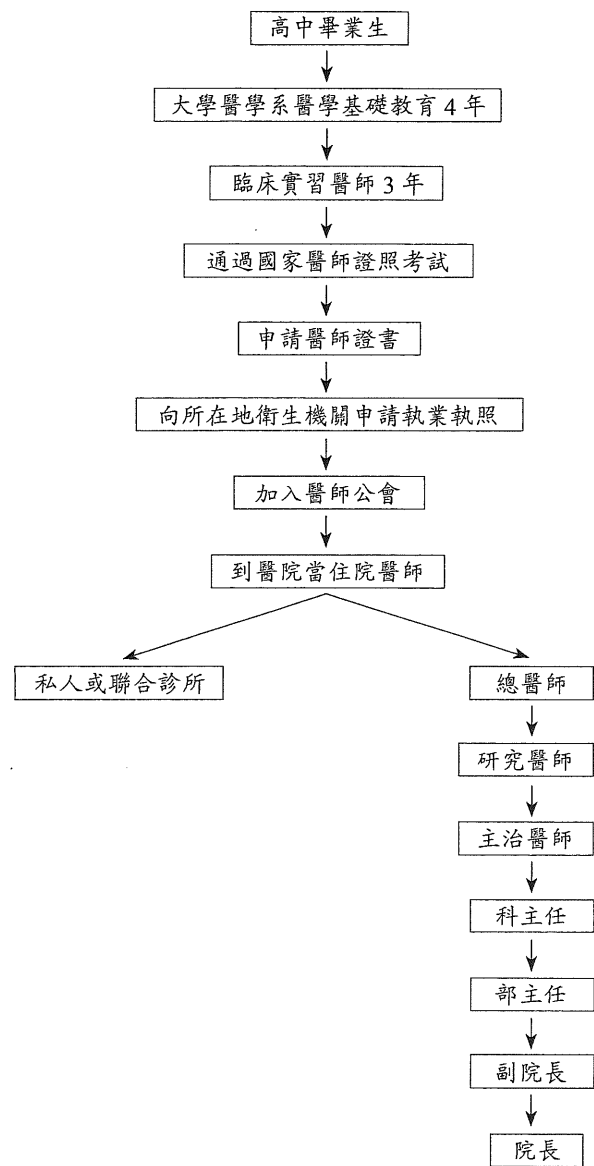 高中畢業生
大學醫學系醫學基礎教育4年
臨床實習醫師3年
通過國家醫師證照考試
申請醫師證書
向所在地衛生機關申請執業執照
加入醫師公會
到醫院當住院醫師
私人或聯合診所
總醫師
研究醫師
主治醫師
科主任
部主任
副院長
院長